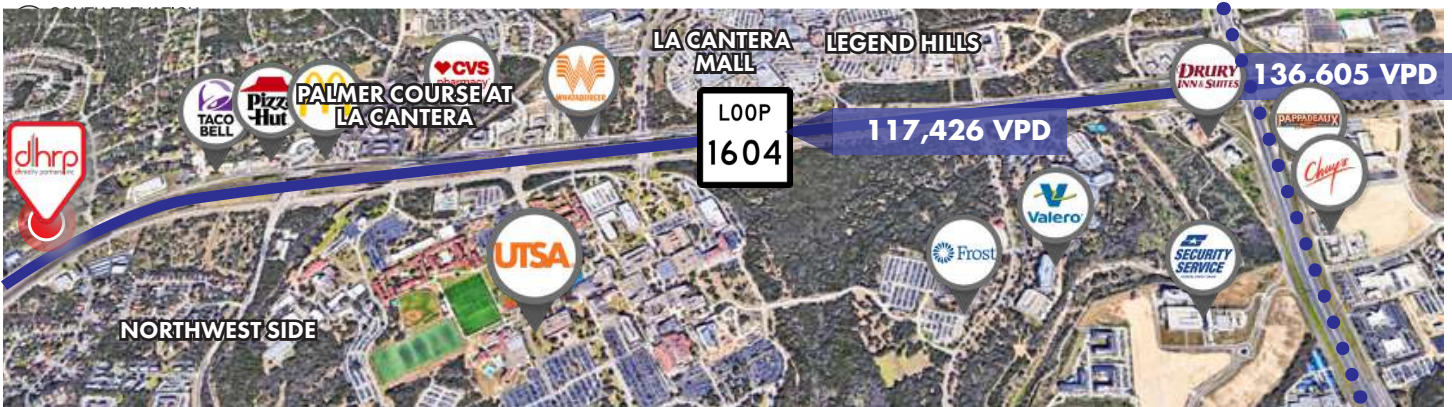 LA CANTERA
MALL
LEGEND HILLS
DRURY
INN & SUITES
136,605 VPD
CVS
pharmacy
WHATABURGER
TACO
BELL
Pizza
Hut
PALMER COURSE AT
LA CANTERA
LOOP
1604
117,426 VPD
PAPPADEAUX
dhrp
Chuy's
Valero
UTSA
Frost
SECURITY
SERVICE
NORTHWEST SIDE